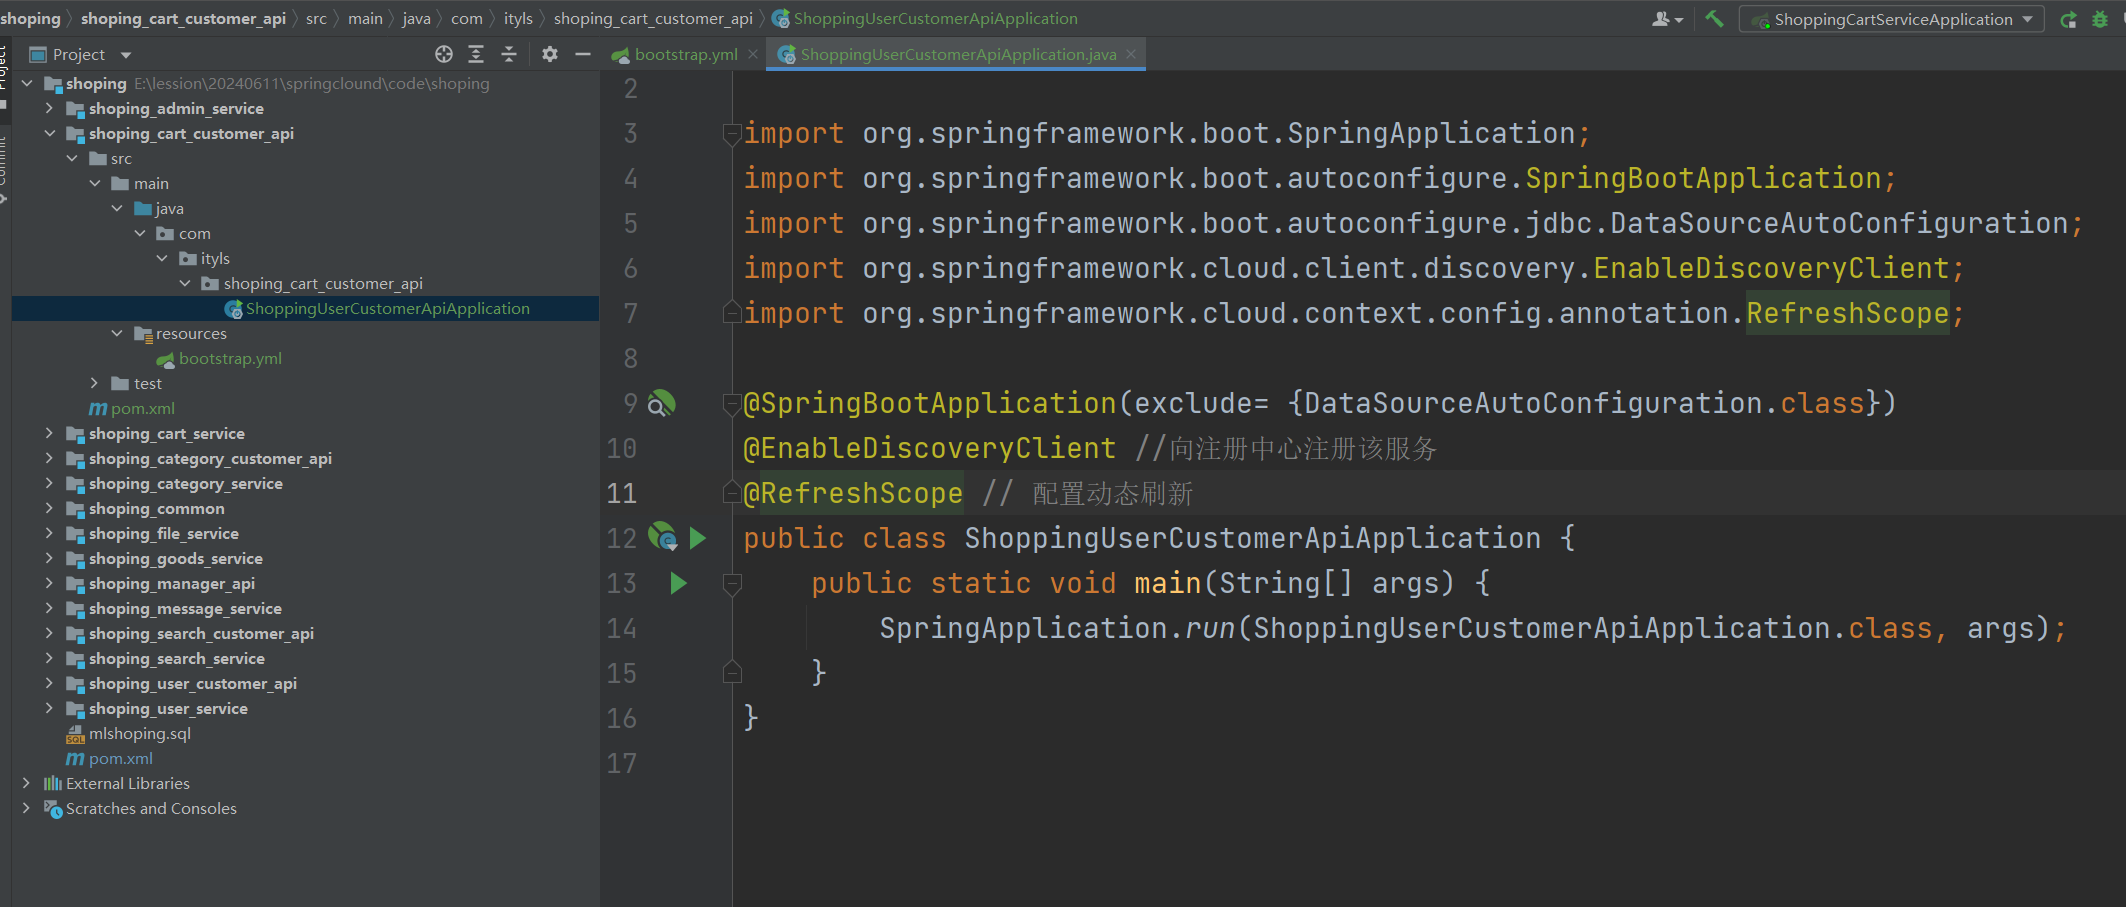 shoping shoping_cart_customer_api src main java com ityls shoping_cart_customer_api ShoppingUserCustomerApiApplication
ShoppingCartServiceApplication
Project
Project
bootstrap.yml
ShoppingUserCustomerApiApplication.java
Commit
shoping E:\lession\20240611\springclound\code\shoping
shoping_admin_service
shoping_cart_customer_api
src
main
java
com
ityls
shoping_cart_customer_api
ShoppingUserCustomerApiApplication
resources
bootstrap.yml
test
pom.xml
shoping_cart_service
shoping_category_customer_api
shoping_category_service
shoping_common
shoping_file_service
shoping_goods_service
shoping_manager_api
shoping_message_service
shoping_search_customer_api
shoping_search_service
shoping_user_customer_api
shoping_user_service
mlshoping.sql
pom.xml
External Libraries
Scratches and Consoles
2
3 import org.springframework.boot.SpringApplication;
4 import org.springframework.boot.autoconfigure.SpringBootApplication;
5 import org.springframework.boot.autoconfigure.jdbc.DataSourceAutoConfiguration;
6 import org.springframework.cloud.client.discovery.EnableDiscoveryClient;
7 import org.springframework.cloud.context.config.annotation.RefreshScope;
8
9 @SpringBootApplication(exclude= {DataSourceAutoConfiguration.class})
10 @EnableDiscoveryClient //向注册中心注册该服务
11 @RefreshScope // 配置动态刷新
12 public class ShoppingUserCustomerApiApplication {
13 public static void main(String[] args) {
14 SpringApplication.run(ShoppingUserCustomerApiApplication.class, args);
15 }
16 }
17